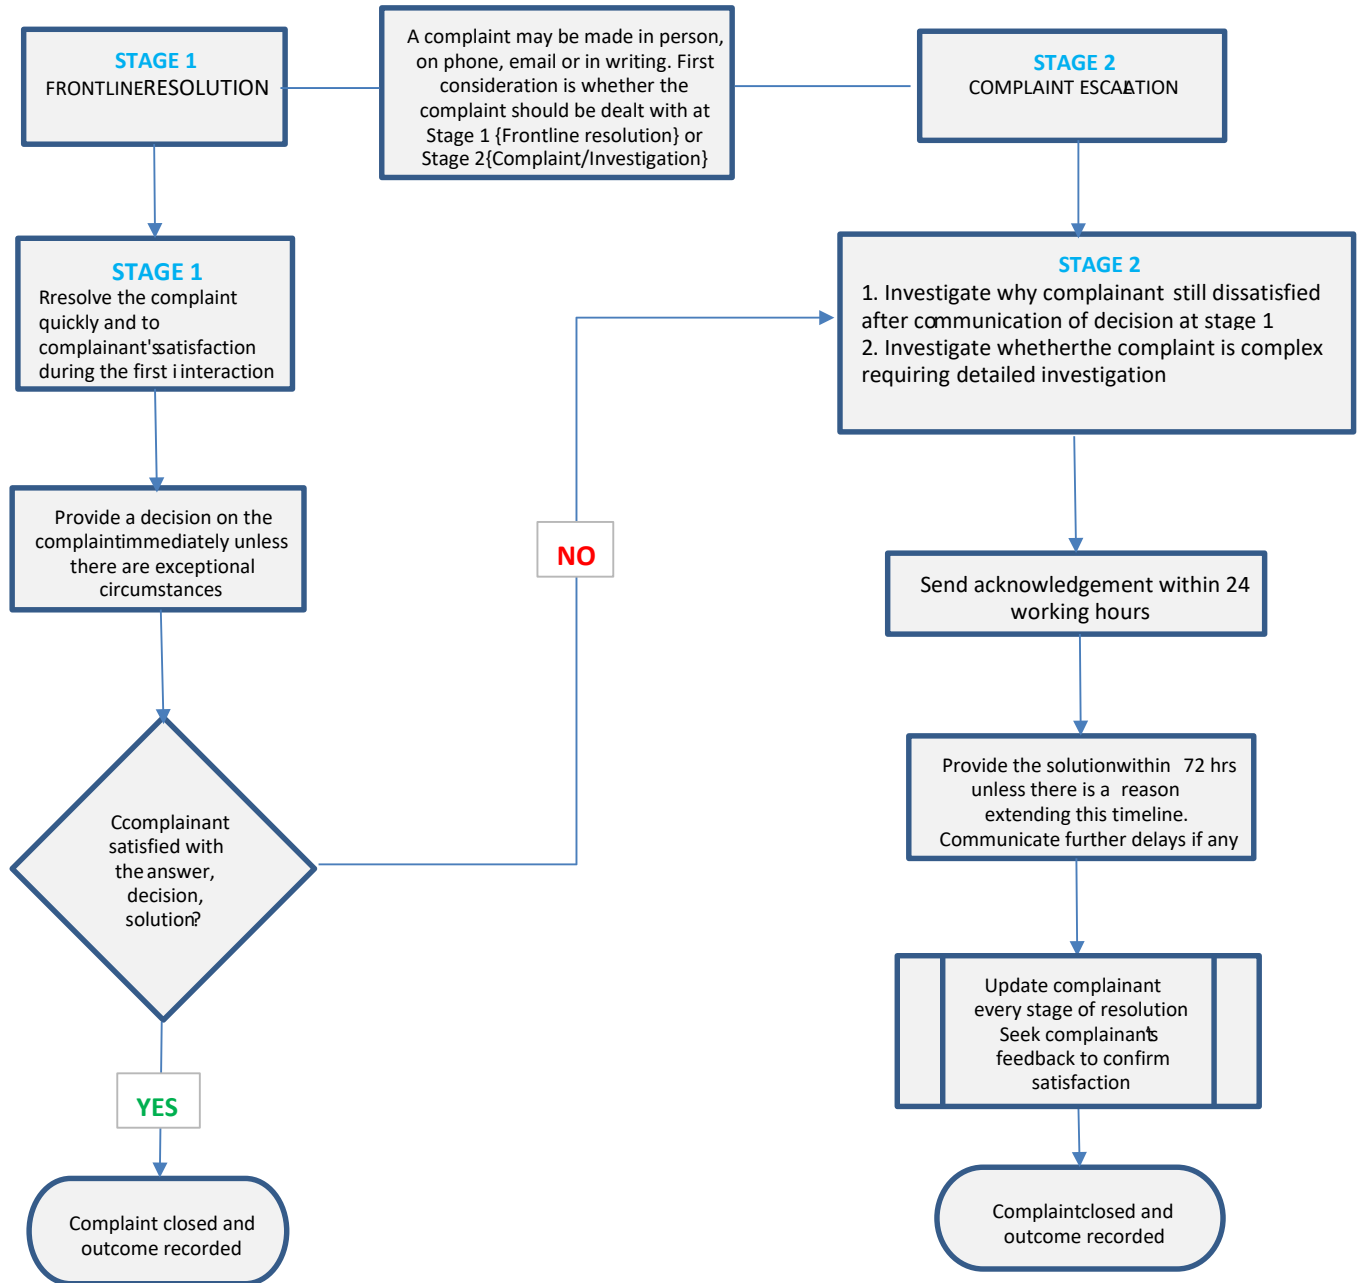 STAGE 1
FRONTLINERESOLUTION
A complaint may be made in person,
on phone, email or in writing. First
consideration is whether the
complaint should be dealt with at
Stage 1 {Frontline resolution} or
Stage 2{Complaint/Investigation}
STAGE 2
COMPLAINT ESCALATION
STAGE 1
Rresolve the complaint
quickly and to
complainant'ssatisfaction
during the first i interaction
Provide a decision on the
complaintimmediately unless
there are exceptional
circumstances
Ccomplainant
satisfied with
the answer,
decision,
solution?
YES
Complaint closed and
outcome recorded
NO
STAGE 2
1. Investigate why complainant still dissatisfied
after communication of decision at stage 1
2. Investigate whetherthe complaint is complex
requiring detailed investigation
Send acknowledgement within 24
working hours
Provide the solutionwithin 72 hrs
unless there is a reason
extending this timeline.
Communicate further delays if any
Update complainant
every stage of resolution
Seek complainant's
feedback to confirm
satisfaction
Complaintclosed and
outcome recorded